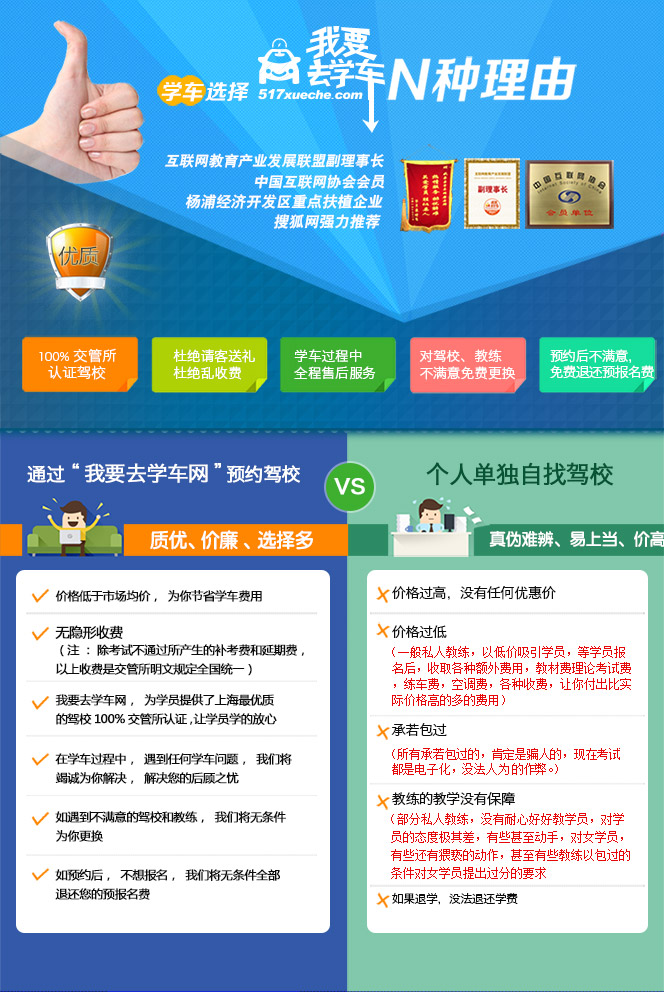 我要
去学车
517xueche.com
学车选择
N种理由
互联网教育产业发展联盟副理事长
中国互联网协会会员
杨浦经济开发区重点扶植企业
搜狐网强力推荐
副理事长
中国互联网协会
Internet Society of China
会员单位
优质
100% 交管所
认证驾校
杜绝请客送礼
杜绝乱收费
学车过程中
全程售后服务
对驾校、教练
不满意免费更换
预约后不满意，
免费退还预报名费
通过“我要去学车网”预约驾校
VS
个人单独自找驾校
质优、价廉、选择多
真伪难辨、易上当、价高
价格低于市场均价， 为你节省学车费用
无隐形收费
（ 注 ： 除考试不通过所产生的补考费和延期费，
以上收费是交管所明文规定全国统一 ）
我要去学车网， 为学员提供了上海最优质
的驾校 100% 交管所认证 , 让学员学的放心
在学车过程中 ， 遇到任何学车问题 ， 我们将
竭诚为你解决 ， 解决您的后顾之忧
如遇到不满意的驾校和教练 ， 我们将无条件
为你更换
如预约后 ， 不想报名 ， 我们将无条件全部
退还您的预报名费
价格过高，没有任何优惠价
价格过低
（一般私人教练，以低价吸引学员，等学员报
名后，收取各种额外费用，教材费理论考试费
，练车费，空调费，各种收费，让你付出比实
际价格高的多的费用）
承若包过
（所有承若包过的，肯定是骗人的，现在考试
都是电子化，没法人为的作弊。）
教练的教学没有保障
（部分私人教练，没有耐心好好教学员，对学
员的态度极其差，有些甚至动手，对女学员，
有些还有猥亵的动作，甚至有些教练以包过的
条件对女学员提出过分的要求
如果退学，没法退还学费